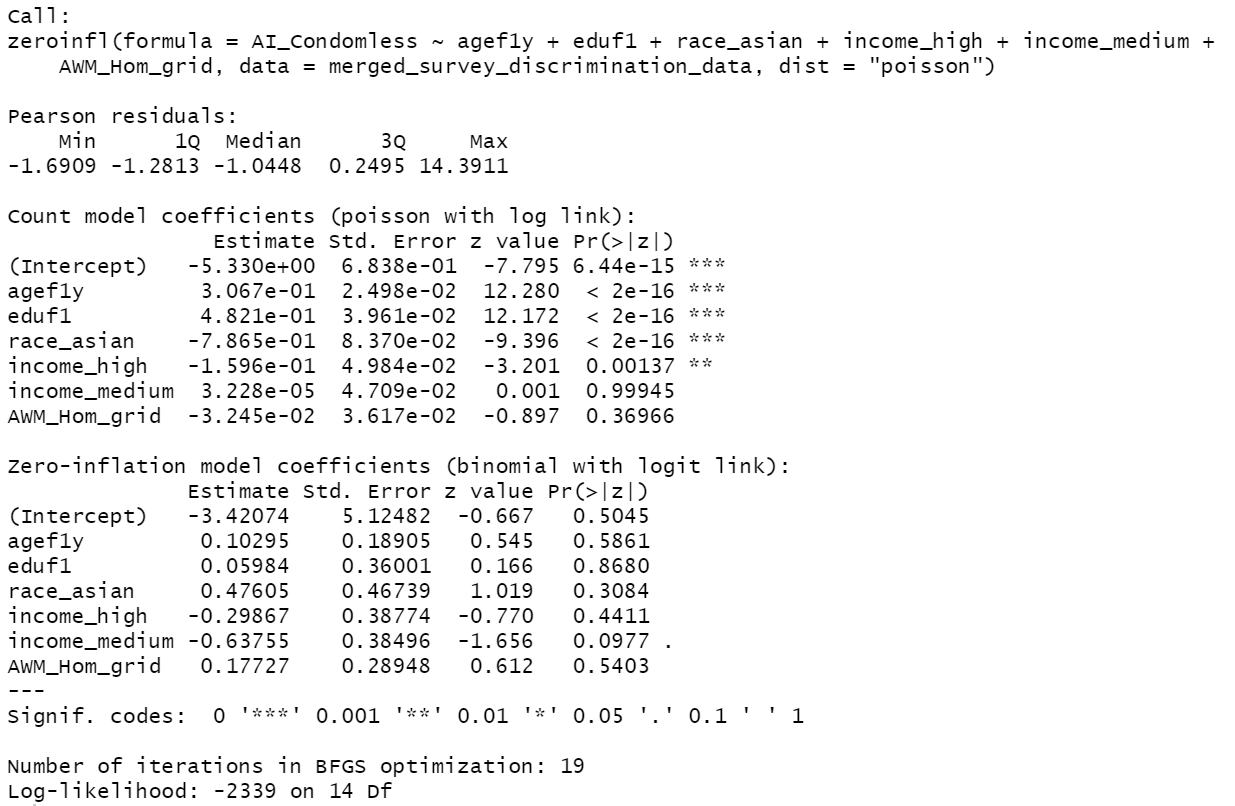 Call:
zeroinfl(formula = AI_Condomless ~ agef1y + eduf1 + race_asian + income_high + income_medium +
    AWM_Hom_grid, data = merged_survey_discrimination_data, dist = "poisson")

Pearson residuals:
    Min      1Q  Median      3Q     Max
-1.6909 -1.2813 -1.0448  0.2495 14.3911

Count model coefficients (poisson with log link):
                Estimate Std. Error z value Pr(>|z|)
(Intercept)   -5.330e+00  6.838e-01  -7.795 6.44e-15 ***
agef1y         3.067e-01  2.498e-02  12.280  < 2e-16 ***
eduf1          4.821e-01  3.961e-02  12.172  < 2e-16 ***
race_asian    -7.865e-01  8.370e-02  -9.396  < 2e-16 ***
income_high   -1.596e-01  4.984e-02  -3.201  0.00137 **
income_medium  3.228e-05  4.709e-02   0.001  0.99945
AWM_Hom_grid  -3.245e-02  3.617e-02  -0.897  0.36966

Zero-inflation model coefficients (binomial with logit link):
              Estimate Std. Error z value Pr(>|z|)
(Intercept)   -3.42074    5.12482  -0.667   0.5045
agef1y         0.10295    0.18905   0.545   0.5861
eduf1          0.05984    0.36001   0.166   0.8680
race_asian     0.47605    0.46739   1.019   0.3084
income_high   -0.29867    0.38774  -0.770   0.4411
income_medium -0.63755    0.38496  -1.656   0.0977 .
AWM_Hom_grid   0.17727    0.28948   0.612   0.5403
---
Signif. codes:  0 '***' 0.001 '**' 0.01 '*' 0.05 '.' 0.1 ' ' 1

Number of iterations in BFGS optimization: 19
Log-likelihood: -2339 on 14 Df